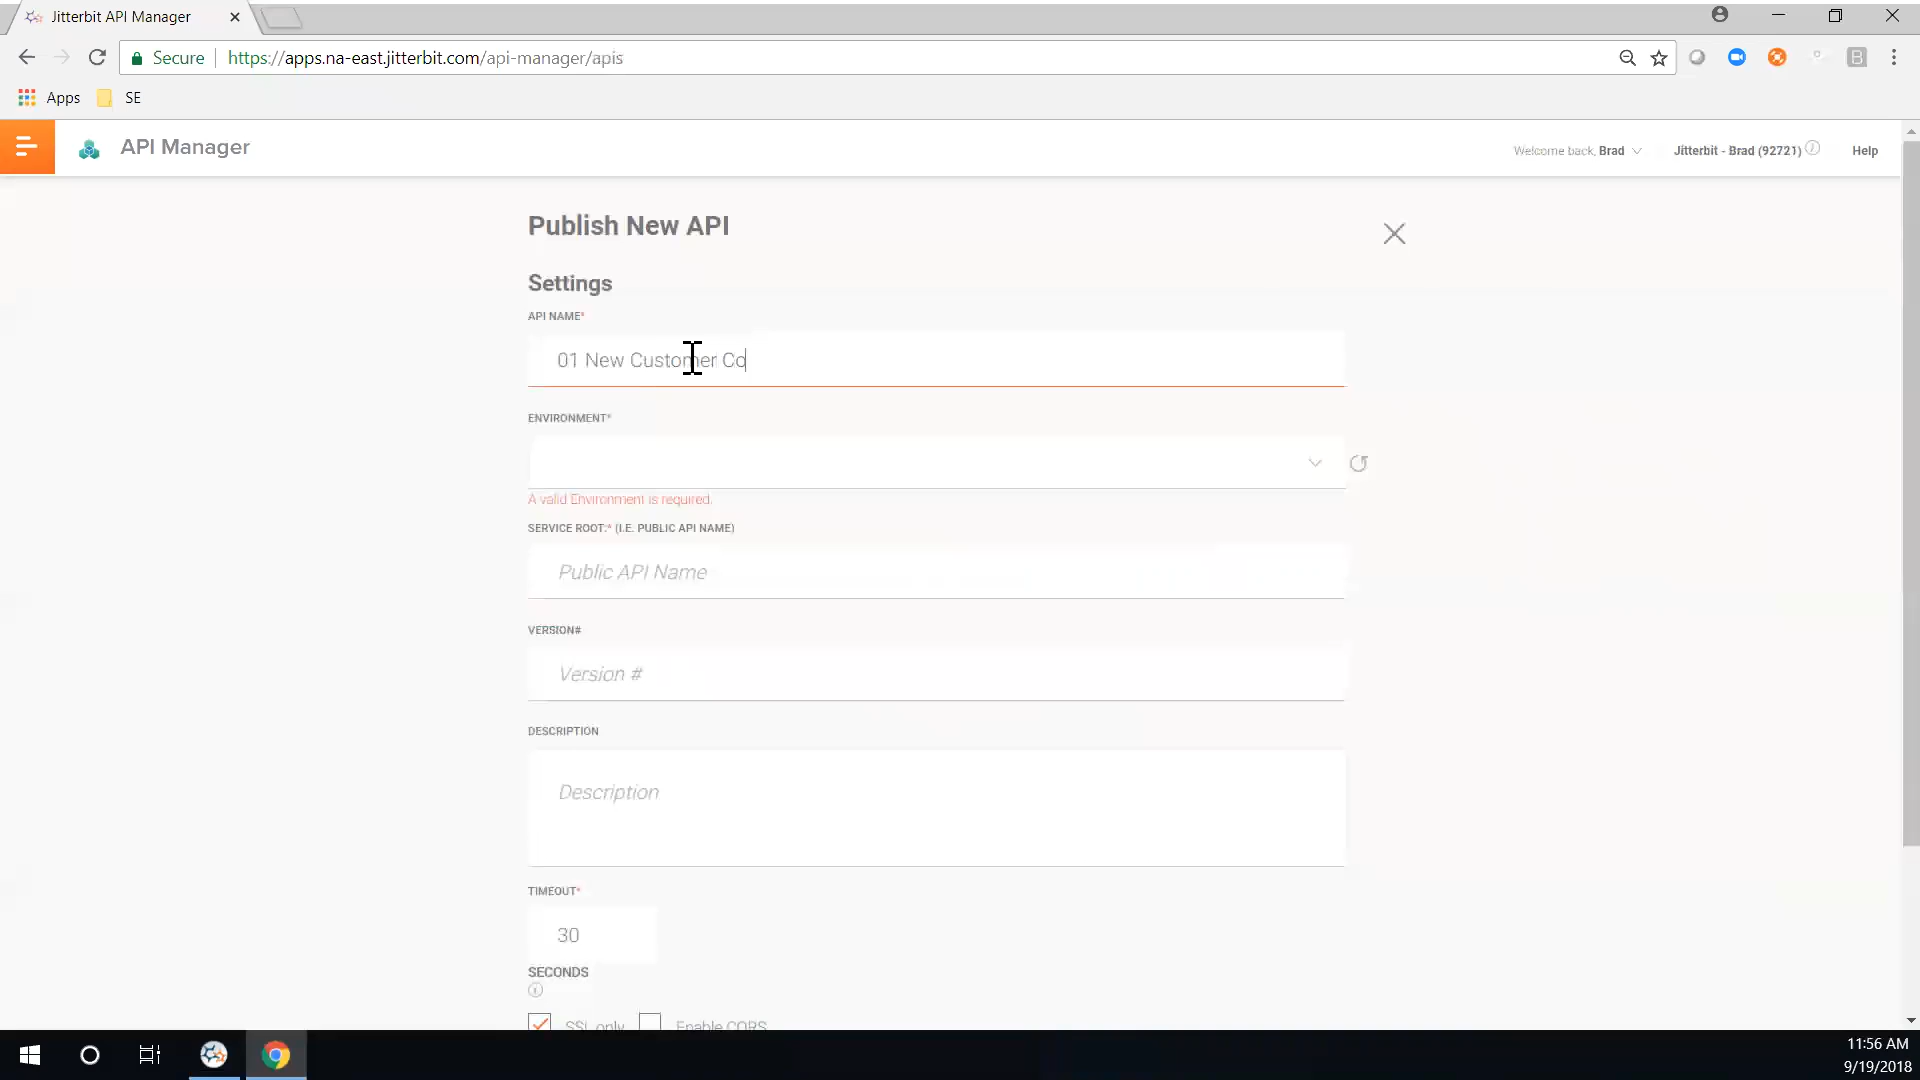 Jitterbit API Manager
Secure
https://apps.na-east.jitterbit.com/api-manager/apis
Apps
SE
API Manager
Welcome back, Brad
Jitterbit - Brad (92721)
Help
Publish New API
Settings
API NAME*
01 New Customer Co
ENVIRONMENT*
A valid Environment is required.
SERVICE ROOT:* (I.E. PUBLIC API NAME)
Public API Name
VERSION#
Version #
DESCRIPTION
Description
TIMEOUT*
30
SECONDS
SSL only
Enable CORS
11:56 AM
9/19/2018